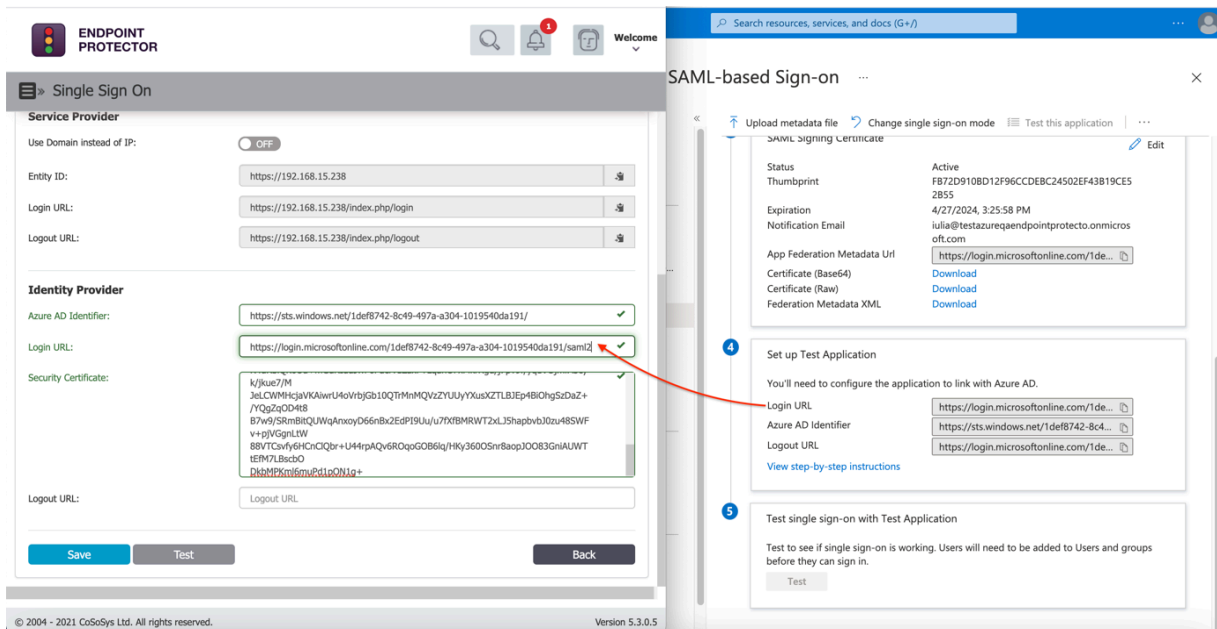 ENDPOINT
PROTECTOR
1
Welcome
Single Sign On
Service Provider
Use Domain instead of IP:
OFF
Entity ID:
https://192.168.15.238
Login URL:
https://192.168.15.238/index.php/login
Logout URL:
https://192.168.15.238/index.php/logout
Identity Provider
Azure AD Identifier:
https://sts.windows.net/1def8742-8c49-497a-a304-1019540da191/
Login URL:
https://login.microsoftonline.com/1def8742-8c49-497a-a304-1019540da191/saml2
Security Certificate:
k/jkue7/M
JeLCWMHcjaVKAiwrU4oVrbjGb10QTrMnMQVzZYUUyYXusXZTLBJEp4BiOhgSzDaZ+
/YQgZqOD4t8
B7w9/SRmBitQUWqAnxoyD66nBx2EdPI9Uu/u7fXfBMRWT2xLJ5hapbvbJ0zu48SWF
v+pjVGgnLtW
88VTCsvfy6HCnClQbr+U44rpAQv6ROqoGOB6lq/HKy360OSnr8aopJOO83GniAUWT
tEfM7LBscbO
DkbMPKml6muPd1pON1g+
Logout URL:
Logout URL
Save
Test
Back
© 2004 - 2021 CoSoSys Ltd. All rights reserved.
Version 5.3.0.5
Search resources, services, and docs (G+/)
SAML-based Sign-on
Upload metadata file
Change single sign-on mode
Test this application
SAML Signing Certificate
Edit
Status
Active
Thumbprint
FB72D910BD12F96CCDEBC24502EF43B19CE5
2B55
Expiration
4/27/2024, 3:25:58 PM
Notification Email
iulia@testazureqaendpointprotecto.onmicros
oft.com
App Federation Metadata Url
https://login.microsoftonline.com/1de...
Certificate (Base64)
Download
Certificate (Raw)
Download
Federation Metadata XML
Download
4
Set up Test Application
You'll need to configure the application to link with Azure AD.
Login URL
https://login.microsoftonline.com/1de...
Azure AD Identifier
https://sts.windows.net/1def8742-8c4...
Logout URL
https://login.microsoftonline.com/1de...
View step-by-step instructions
5
Test single sign-on with Test Application
Test to see if single sign-on is working. Users will need to be added to Users and groups
before they can sign in.
Test